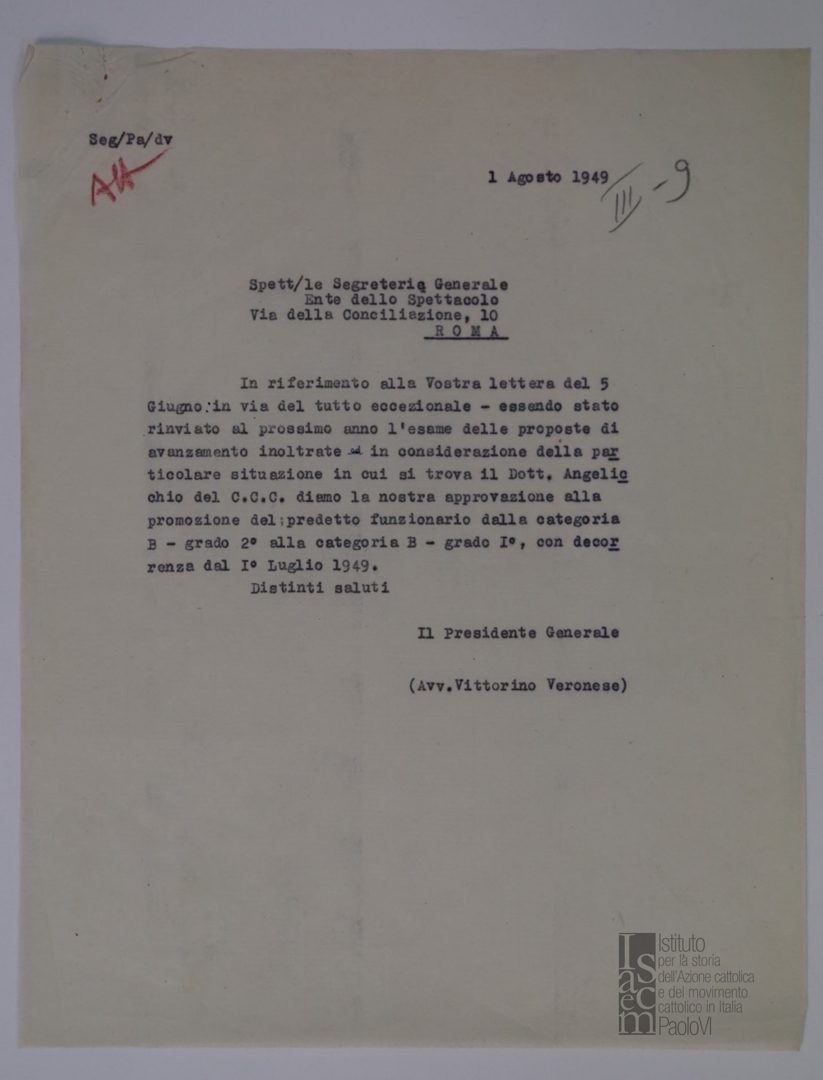 Seg/Pa/dv
1 Agosto 1949
III - 9
Spett/le Segreteria Generale
Ente dello Spettacolo
Via della Conciliazione, 10
R O M A
In riferimento alla Vostra lettera del 5
Giugno: in via del tutto eccezionale - essendo stato
rinviato al prossimo anno l'esame delle proposte di
avanzamento inoltrate - in considerazione della par
ticolare situazione in cui si trova il Dott. Angelic
chio del C.C.C. diamo la nostra approvazione alla
promozione del predetto funzionario dalla categoria
B - grado 2° alla categoria B - grado I°, con decor
renza dal I° Luglio 1949.
Distinti saluti
Il Presidente Generale
(Avv.Vittorino Veronese)
Isacem
Istituto
per la storia
dell'Azione cattolica
e del movimento
cattolico in Italia
PaoloVI